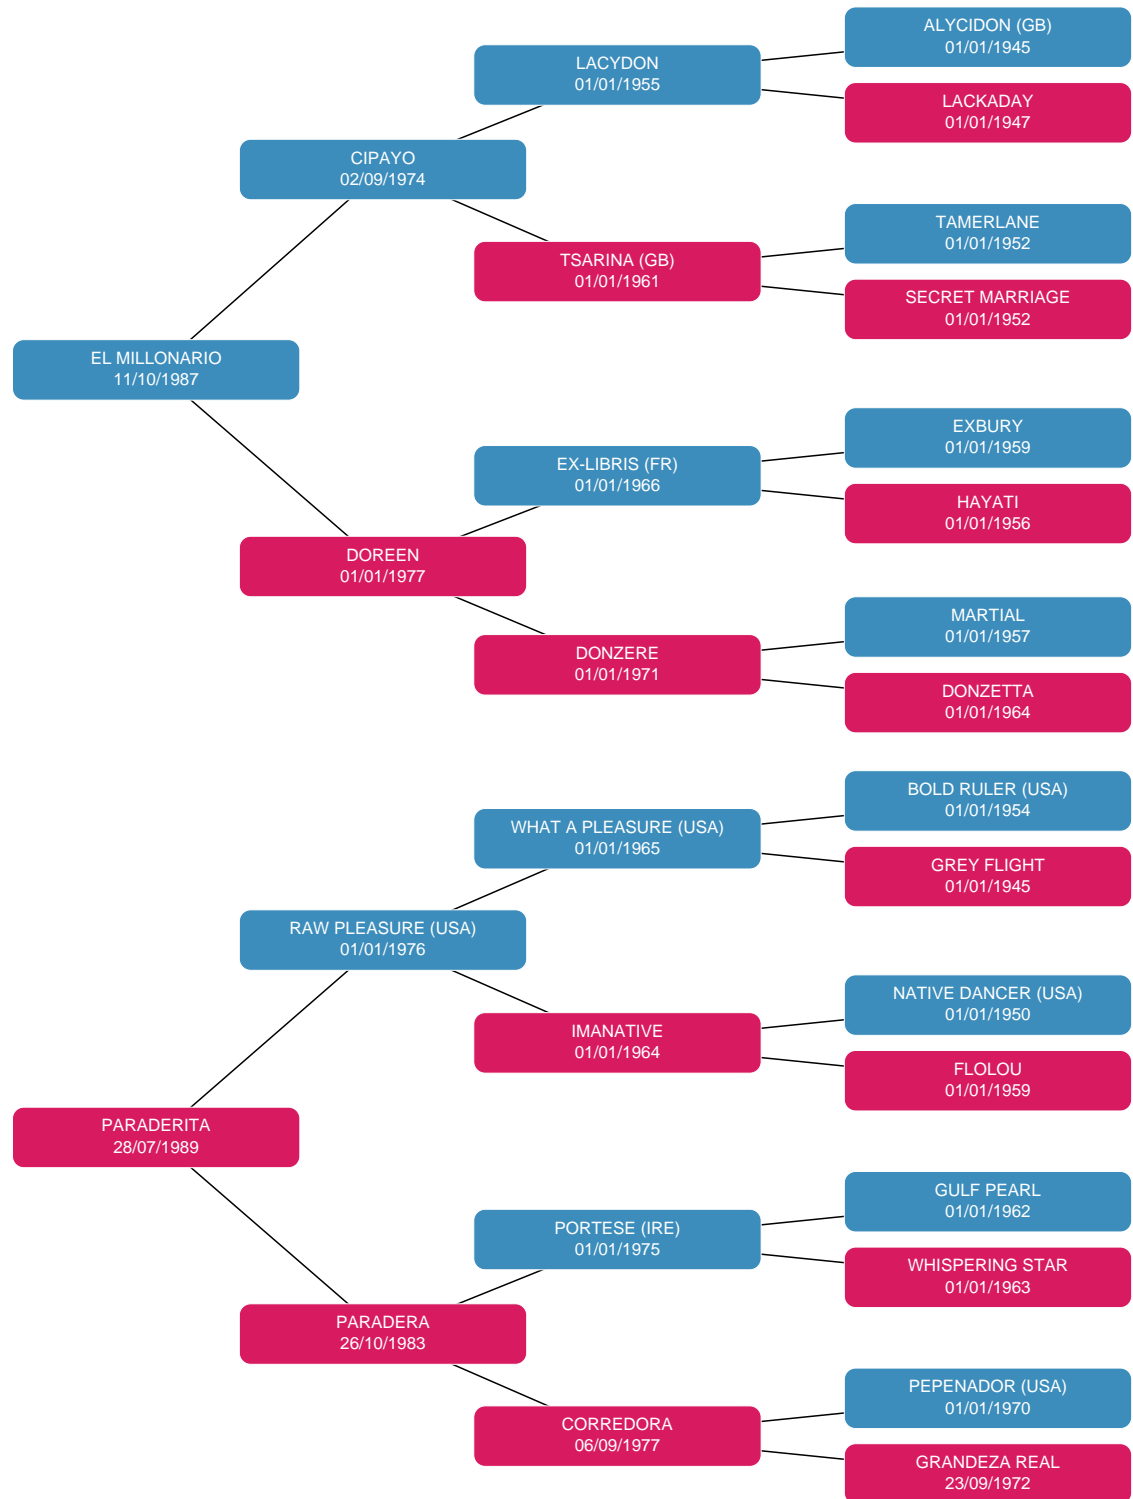 ALYCIDON (GB)
01/01/1945
LACYDON
01/01/1955
LACKADAY
01/01/1947
CIPAYO
02/09/1974
TAMERLANE
01/01/1952
TSARINA (GB)
01/01/1961
SECRET MARRIAGE
01/01/1952
EL MILLONARIO
11/10/1987
EXBURY
01/01/1959
EX-LIBRIS (FR)
01/01/1966
HAYATI
01/01/1956
DOREEN
01/01/1977
MARTIAL
01/01/1957
DONZERE
01/01/1971
DONZETTA
01/01/1964
BOLD RULER (USA)
01/01/1954
WHAT A PLEASURE (USA)
01/01/1965
GREY FLIGHT
01/01/1945
RAW PLEASURE (USA)
01/01/1976
NATIVE DANCER (USA)
01/01/1950
IMANATIVE
01/01/1964
FLOLOU
01/01/1959
PARADERITA
28/07/1989
GULF PEARL
01/01/1962
PORTESE (IRE)
01/01/1975
WHISPERING STAR
01/01/1963
PARADERA
26/10/1983
PEPENADOR (USA)
01/01/1970
CORREDORA
06/09/1977
GRANDEZA REAL
23/09/1972